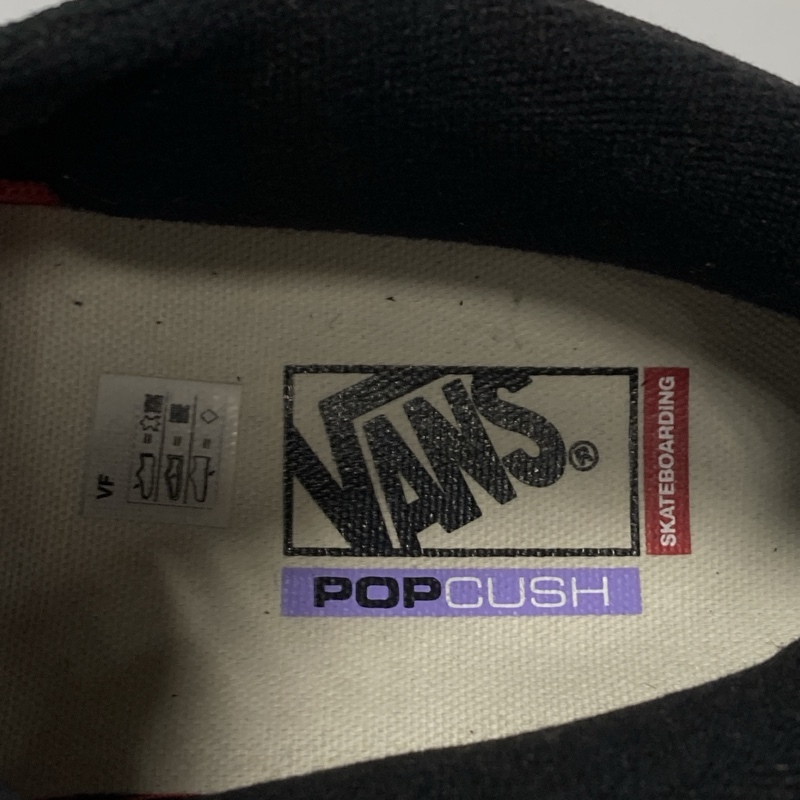 VF
VANS®
SKATEBOARDING
POPCUSH